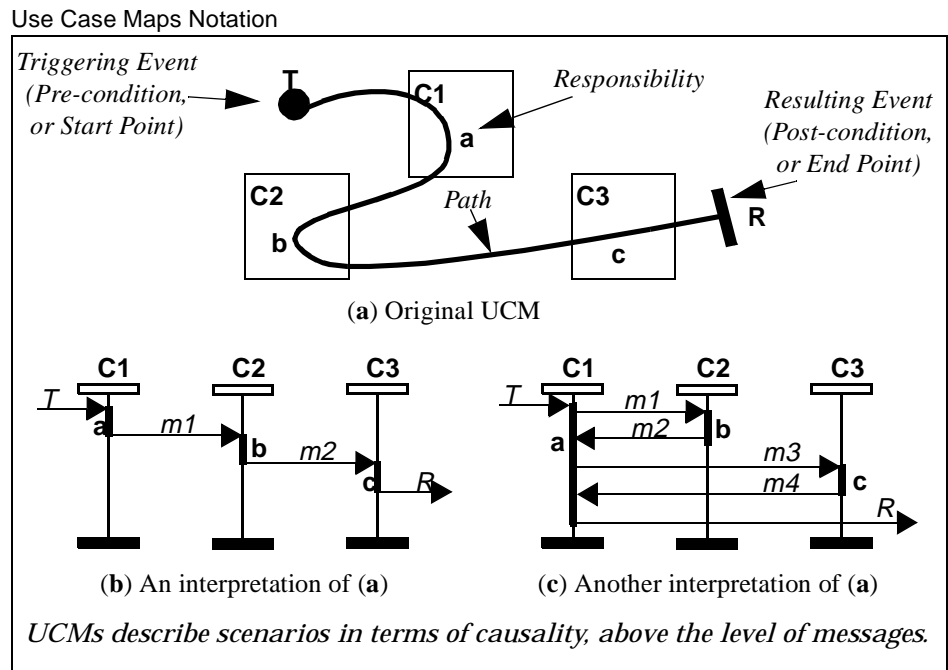 Use Case Maps Notation
Triggering Event
(Pre-condition,
or Start Point)
T
C1
a
Responsibility
Resulting Event
(Post-condition,
or End Point)
C2
b
Path
C3
c
R
(a) Original UCM
C1 C2 C3
T
a
m1
b
m2
c
R
(b) An interpretation of (a)
C1 C2 C3
T
m1
a
m2
b
m3
m4
c
R
(c) Another interpretation of (a)
UCMs describe scenarios in terms of causality, above the level of messages.